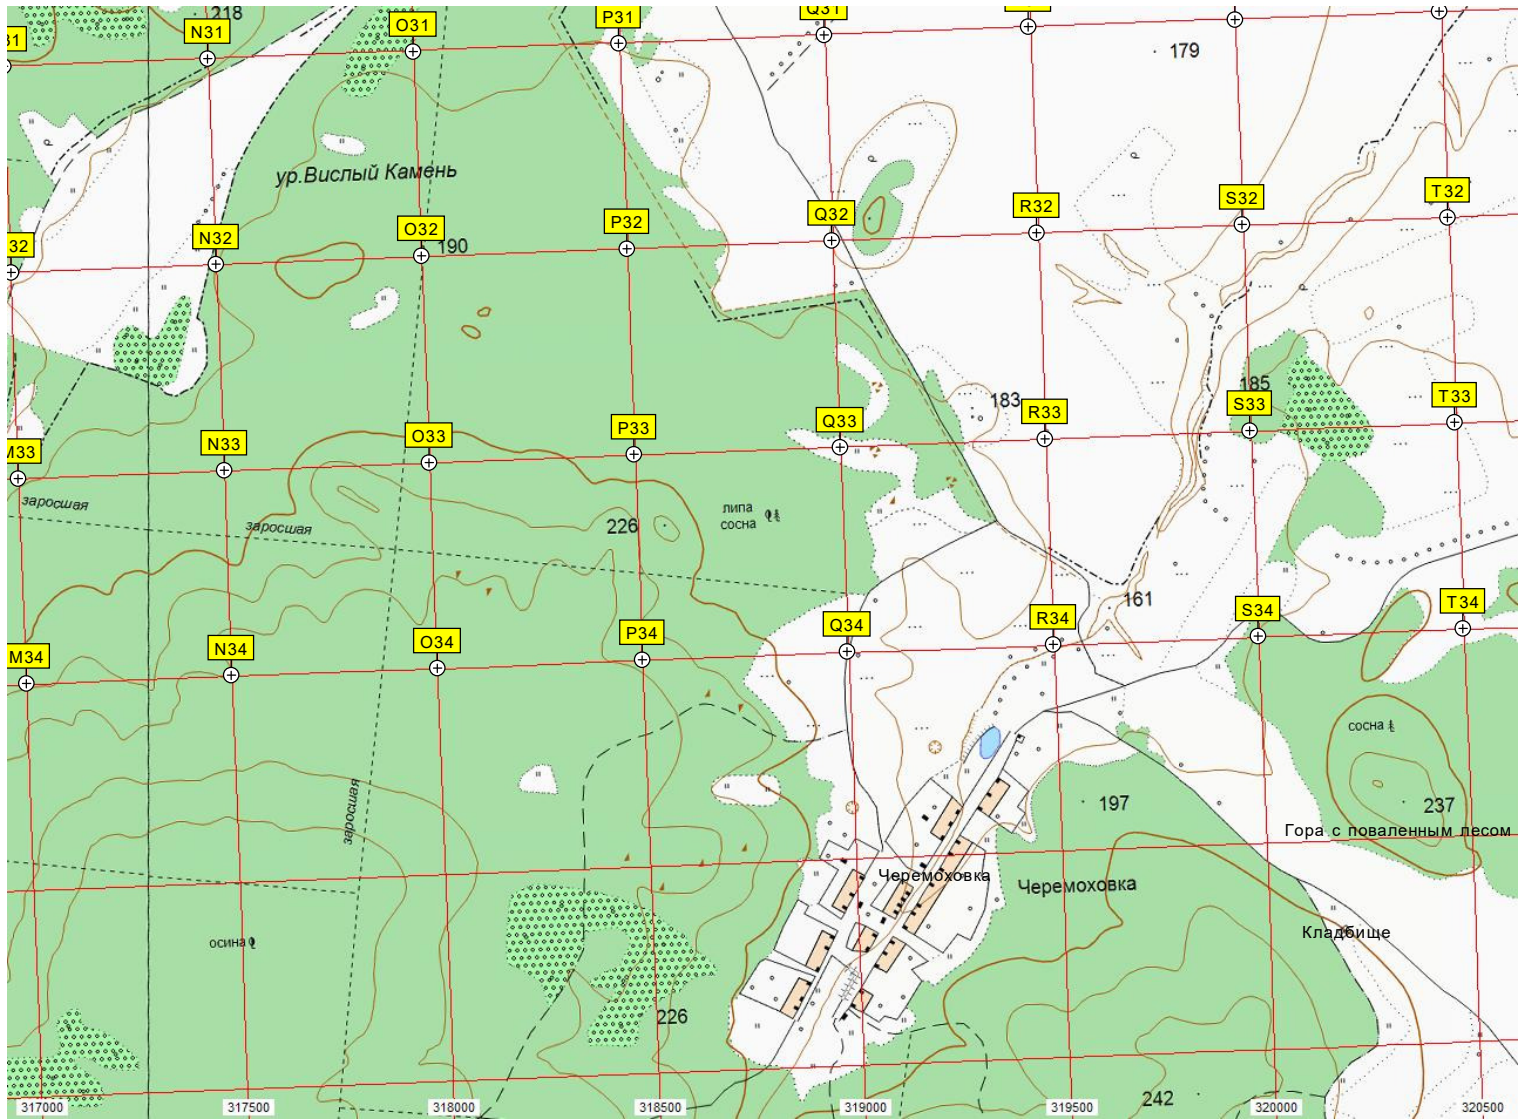 218
N31
O31
P31
Q31
31
179
ур.Вислый Камень
32
N32
O32
190
P32
Q32
R32
S32
T32
183
185
M33
N33
O33
P33
Q33
R33
S33
T33
заросшая
заросшая
226
липа
сосна
161
M34
N34
O34
P34
Q34
R34
S34
T34
сосна
заросшая
197
237
Гора с поваленным лесом
Черемоховка
Черемоховка
осина
Кладбище
226
242
317000
317500
318000
318500
319000
319500
320000
320500